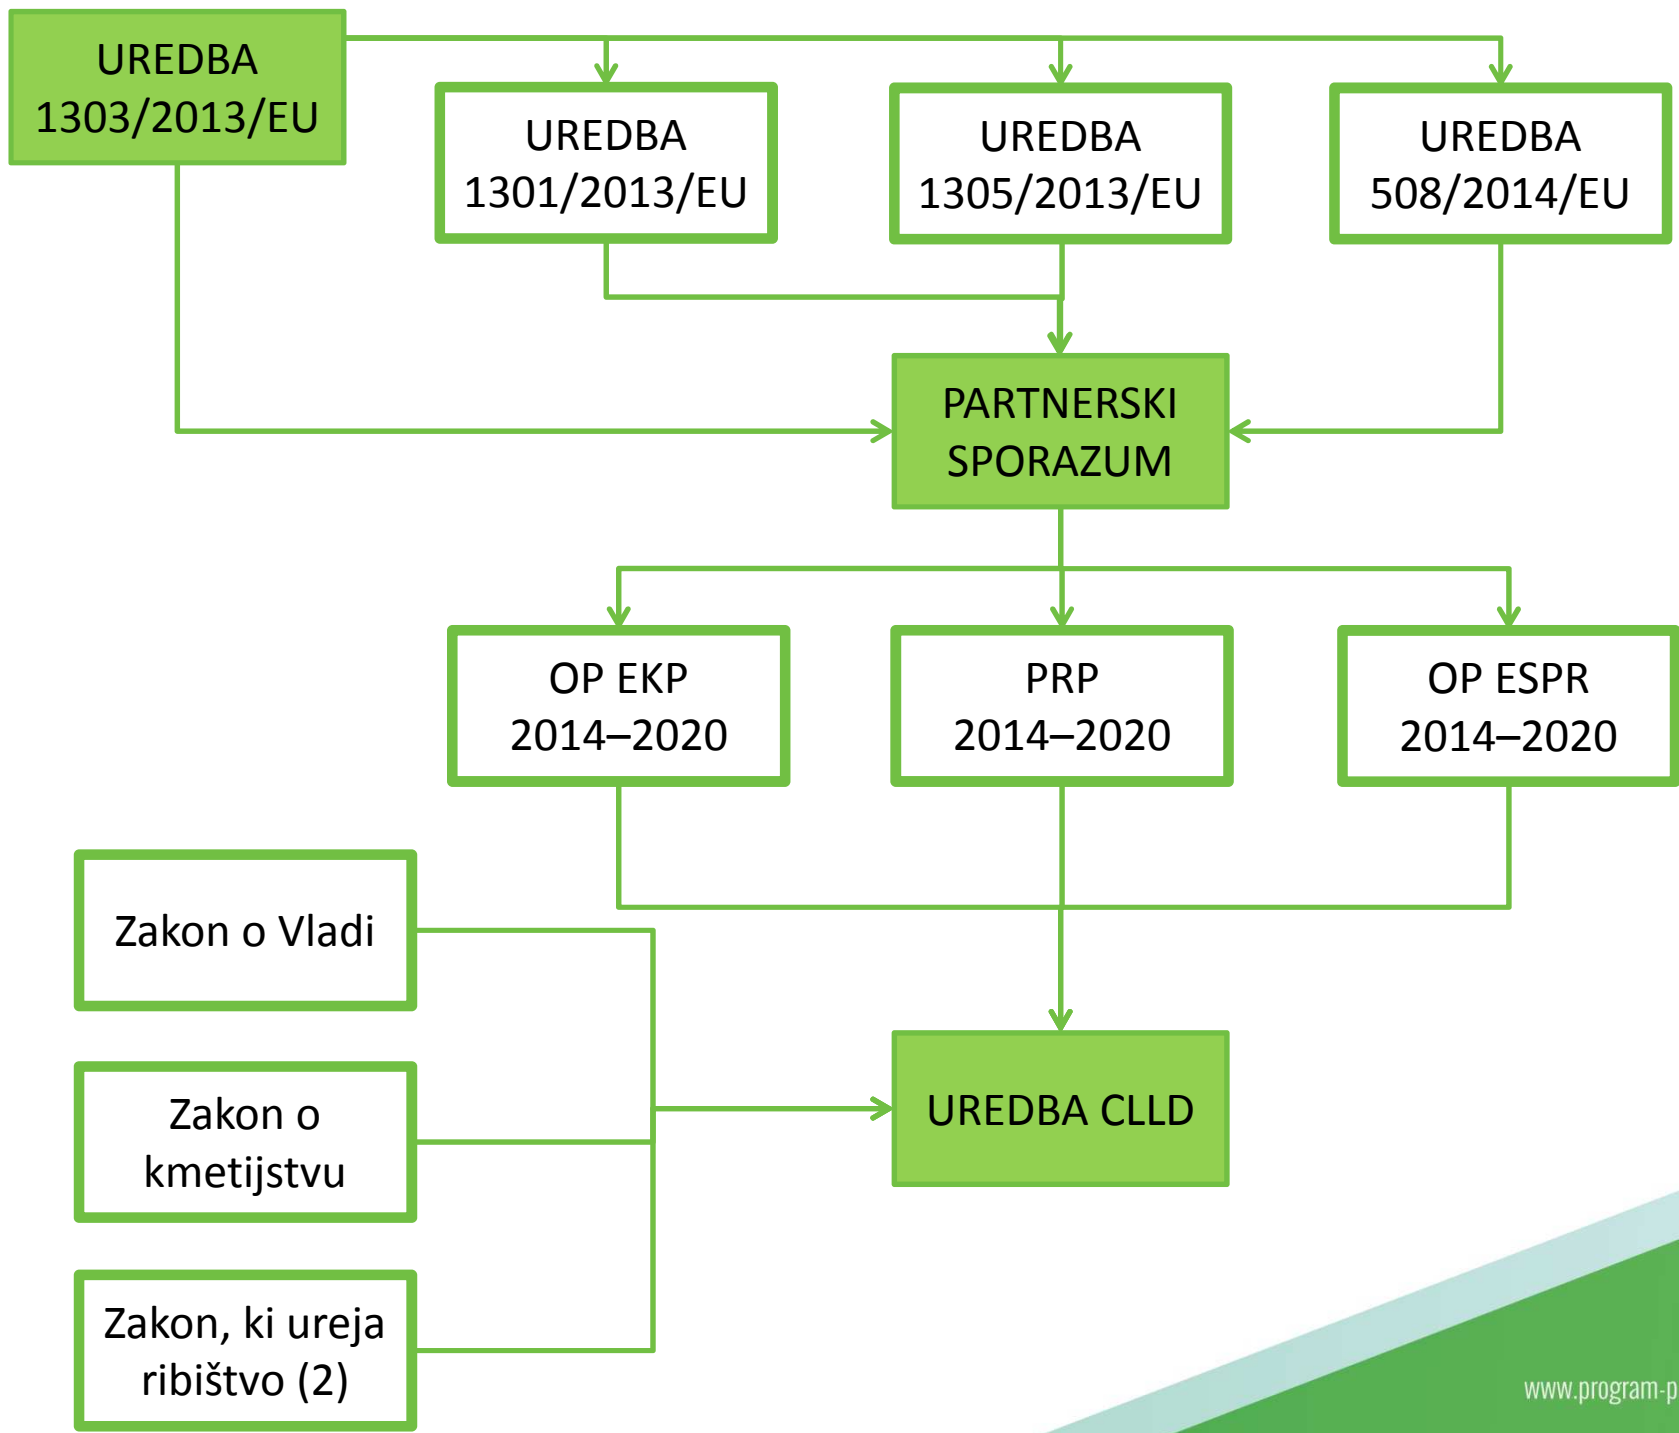 UREDBA
1303/2013/EU
UREDBA
1301/2013/EU
UREDBA
1305/2013/EU
UREDBA
508/2014/EU
PARTNERSKI
SPORAZUM
OP EKP
2014–2020
PRP
2014–2020
OP ESPR
2014–2020
Zakon o Vladi
Zakon o
kmetijstvu
UREDBA CLLD
Zakon, ki ureja
ribištvo (2)
www.program-p